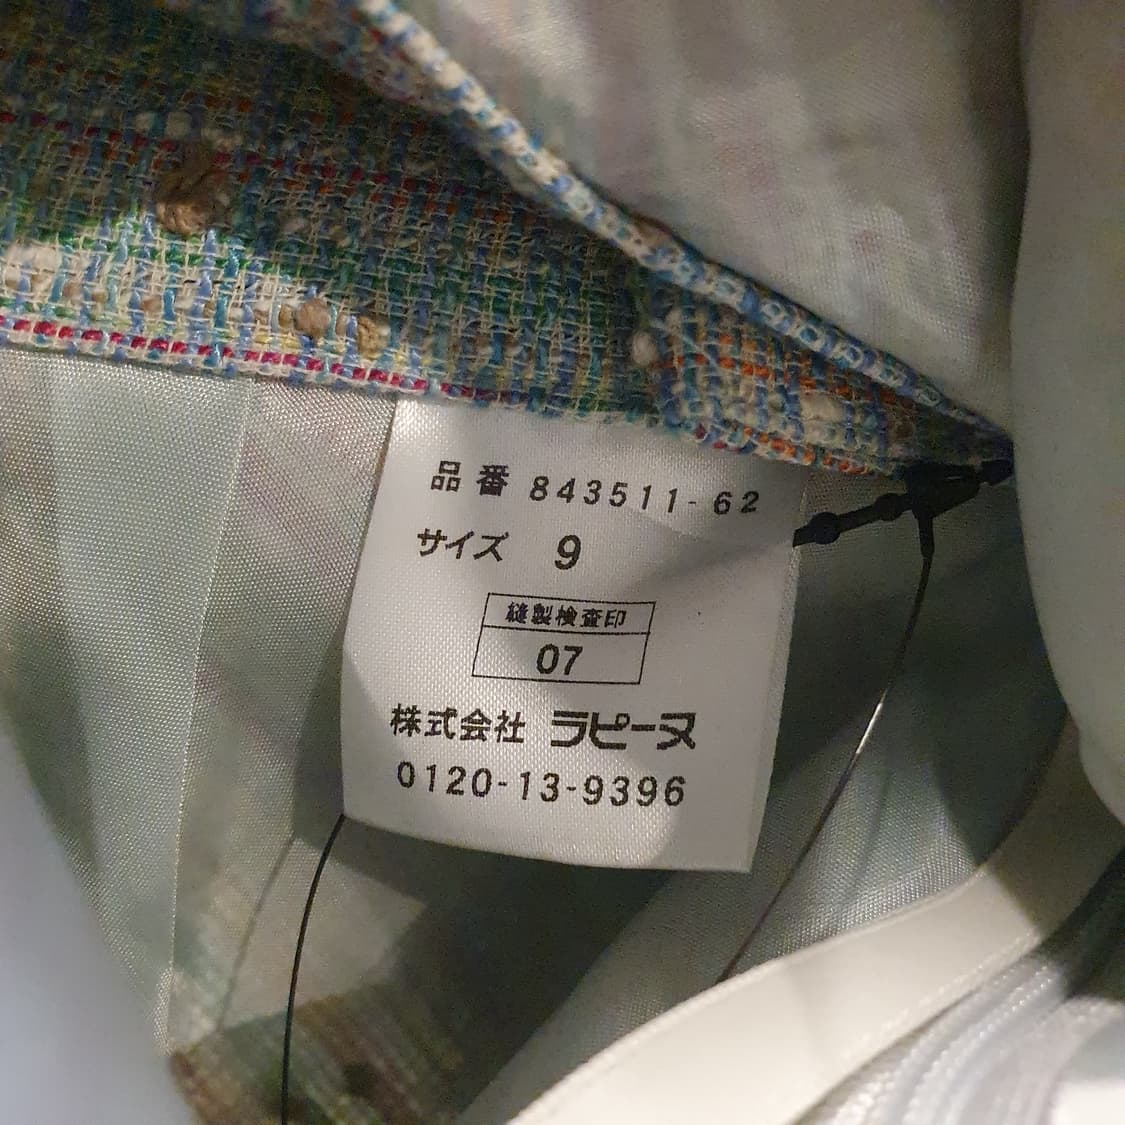 品番 843511-62
サイズ 9
縫製検査印
07
株式会社 ラピーヌ
0120-13-9396